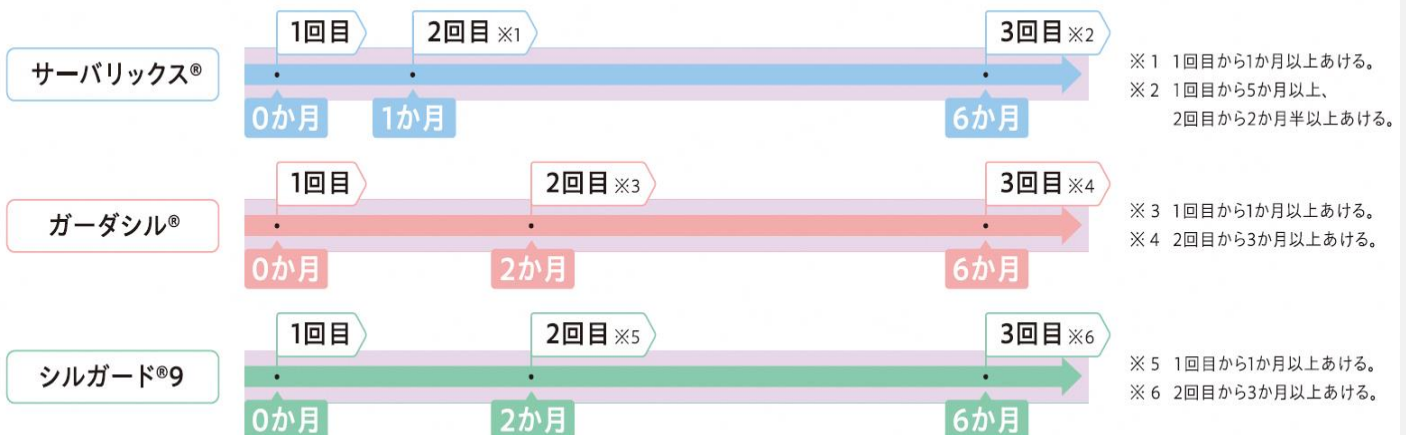 1回目 2回目 ※1 3回目 ※2
サーバリックス®
0か月 1か月 6か月
※1 1回目から1か月以上あける。
※2 1回目から5か月以上、
2回目から2か月半以上あける。
1回目 2回目 ※3 3回目 ※4
ガーダシル®
0か月 2か月 6か月
※3 1回目から1か月以上あける。
※4 2回目から3か月以上あける。
1回目 2回目 ※5 3回目 ※6
シルガード®9
0か月 2か月 6か月
※5 1回目から1か月以上あける。
※6 2回目から3か月以上あける。